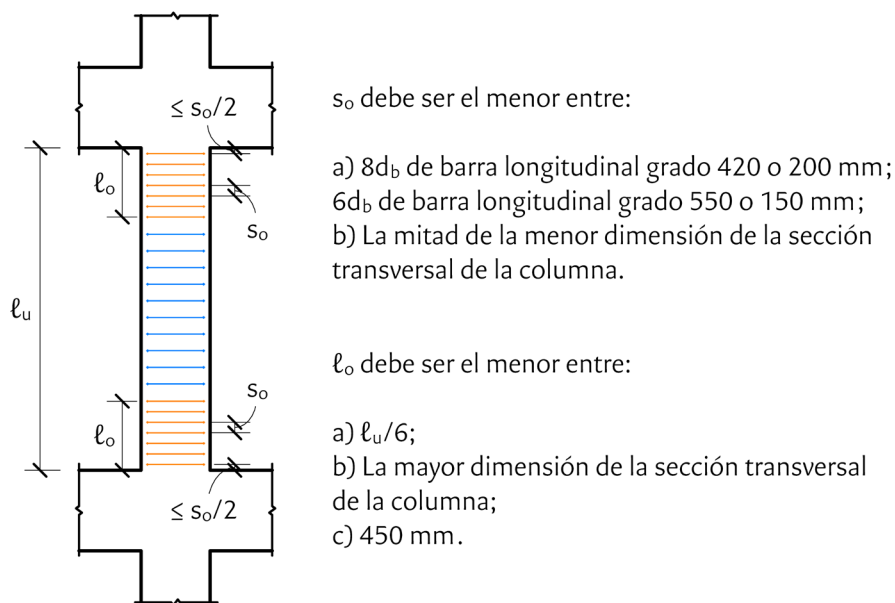 ≤ sₒ/2
sₒ debe ser el menor entre:
a) 8d_b de barra longitudinal grado 420 o 200 mm;
6d_b de barra longitudinal grado 550 o 150 mm;
b) La mitad de la menor dimensión de la sección
transversal de la columna.
ℓₒ
sₒ
ℓᵤ
ℓₒ debe ser el menor entre:
sₒ
ℓₒ
a) ℓᵤ/6;
b) La mayor dimensión de la sección transversal
de la columna;
c) 450 mm.
≤ sₒ/2